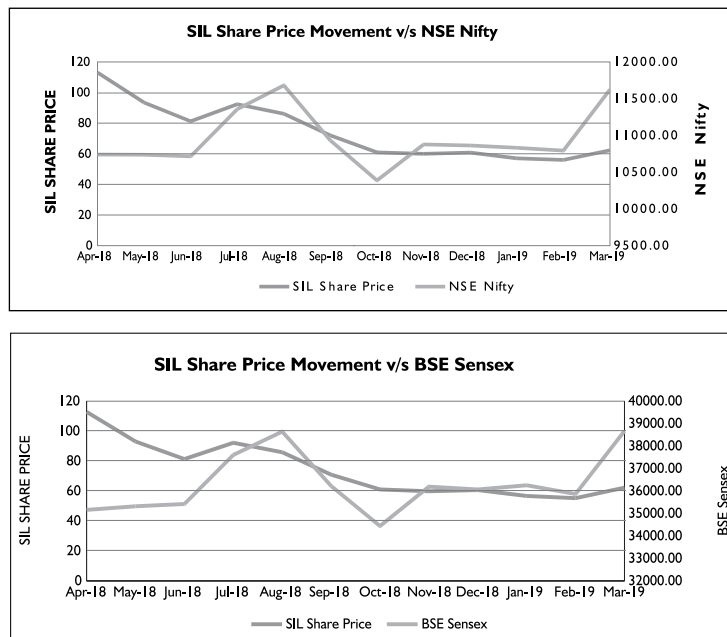 SIL Share Price Movement v/s NSE Nifty
120
100
80
60
40
20
0
SIL SHARE PRICE
12000.00
11500.00
11000.00
10500.00
10000.00
9500.00
NSE Nifty
Apr-18 May-18 Jun-18 Jul-18 Aug-18 Sep-18 Oct-18 Nov-18 Dec-18 Jan-19 Feb-19 Mar-19
SIL Share Price NSE Nifty
SIL Share Price Movement v/s BSE Sensex
120
100
80
60
40
20
0
SIL SHARE PRICE
40000.00
39000.00
38000.00
37000.00
36000.00
35000.00
34000.00
33000.00
32000.00
BSE Sensex
Apr-18 May-18 Jun-18 Jul-18 Aug-18 Sep-18 Oct-18 Nov-18 Dec-18 Jan-19 Feb-19 Mar-19
SIL Share Price BSE Sensex